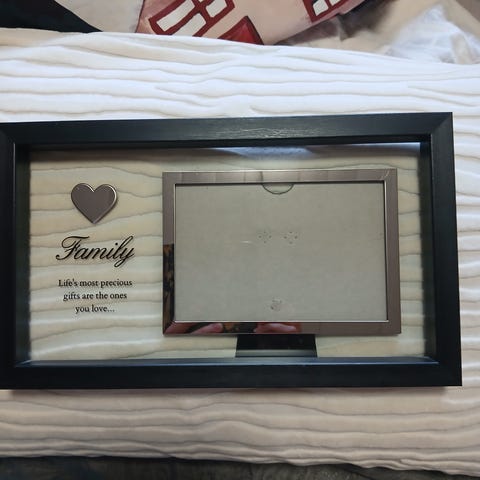 Family
Life's most precious
gifts are the ones
you love...